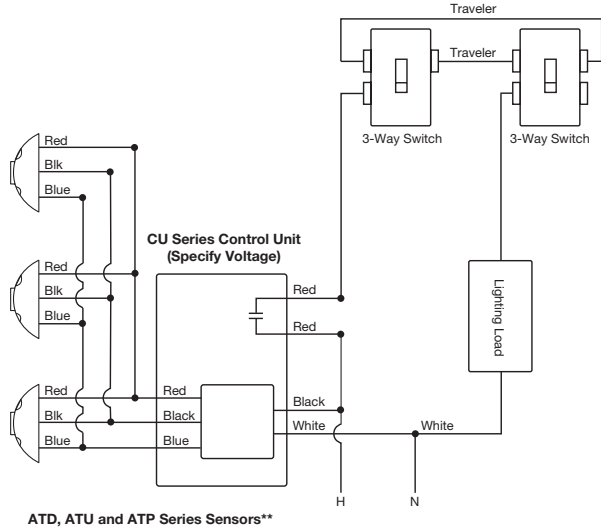 Traveler
Traveler
3-Way Switch
3-Way Switch
Red
Blk
Blue
CU Series Control Unit
(Specify Voltage)
Red
Blk
Blue
Red
Red
Lighting Load
Red
Blk
Blue
Red
Black
Blue
Black
White
White
H
N
ATD, ATU and ATP Series Sensors**